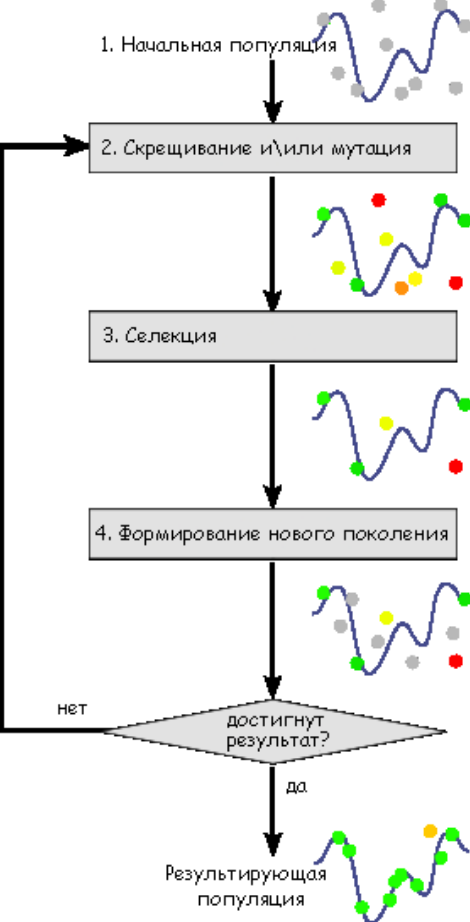 1. Начальная популяция
2. Скрещивание и\или мутация
3. Селекция
4. Формирование нового поколения
нет
достигнут
результат?
да
Результирующая
популяция